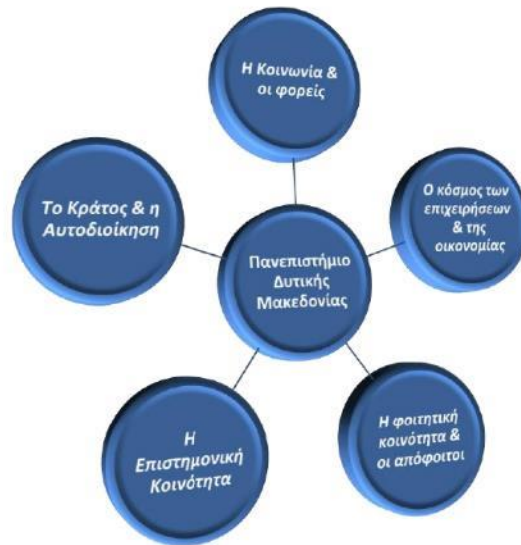 Η Κοινωνία &
οι φορείς
Το Κράτος & η
Αυτοδιοίκηση
Ο κόσμος των
επιχειρήσεων
& της
οικονομίας
Πανεπιστήμιο
Δυτικής
Μακεδονίας
Η
Επιστημονική
Κοινότητα
Η φοιτητική
κοινότητα &
οι απόφοιτοι